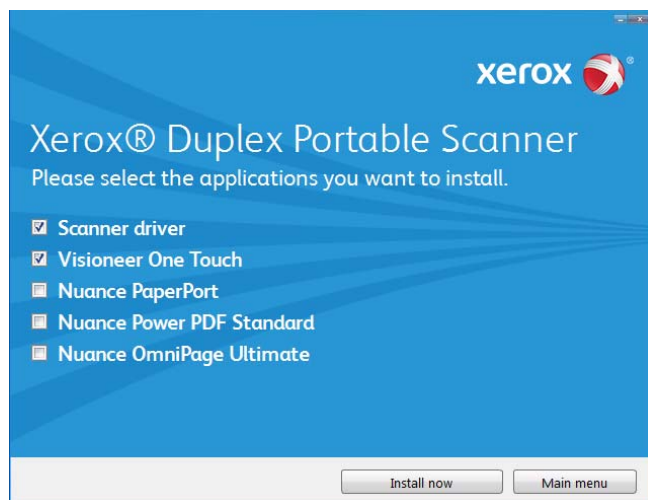 xerox ®
Xerox® Duplex Portable Scanner
Please select the applications you want to install.
Scanner driver
Visioneer One Touch
Nuance PaperPort
Nuance Power PDF Standard
Nuance OmniPage Ultimate
Install now Main menu